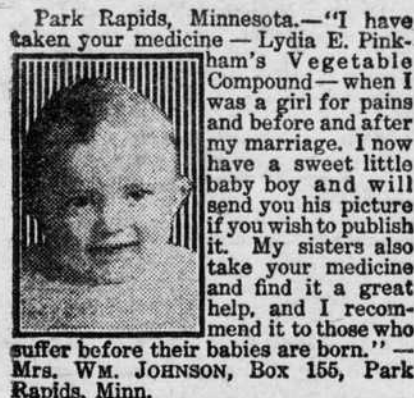 Park Rapids, Minnesota.—"I have
taken your medicine — Lydia E. Pink-
ham's Vegetable
Compound—when I
was a girl for pains
and before and after
my marriage. I now
have a sweet little
baby boy and will
send you his picture
if you wish to publish
it. My sisters also
take your medicine
and find it a great
help, and I recom-
mend it to those who
suffer before their babies are born." —
Mrs. WM. JOHNSON, Box 155, Park
Rapids, Minn.